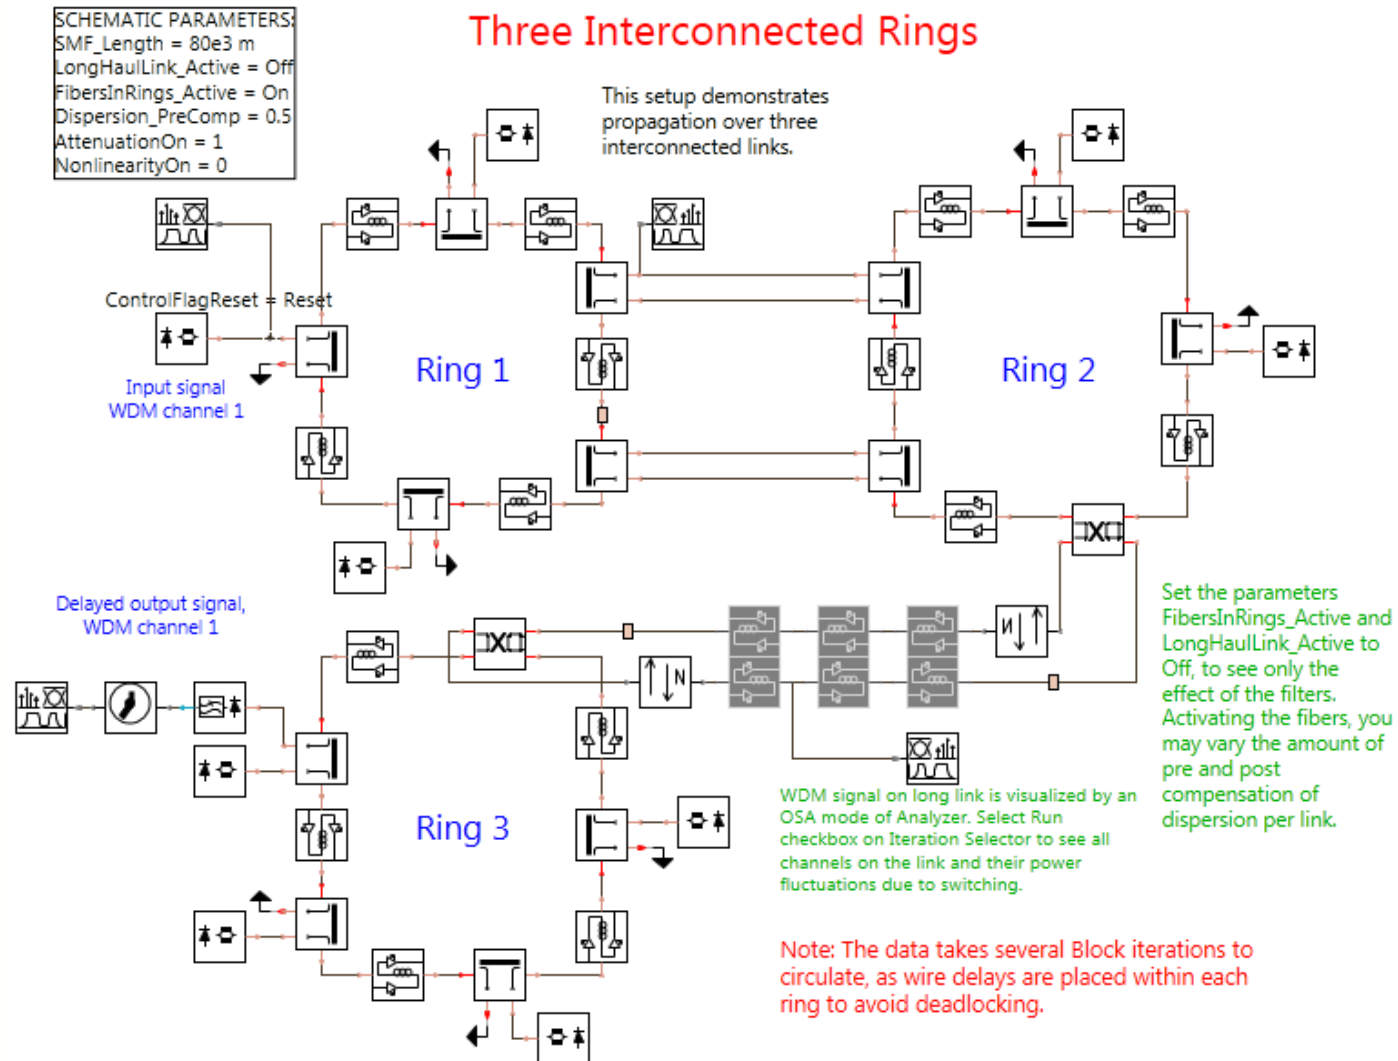 SCHEMATIC PARAMETERS:
SMF_Length = 80e3 m
LongHaulLink_Active = Off
FibersInRings_Active = On
Dispersion_PreComp = 0.5
AttenuationOn = 1
NonlinearityOn = 0
Three Interconnected Rings
This setup demonstrates
propagation over three
interconnected links.
ControlFlagReset = Reset
Input signal
WDM channel 1
Ring 1
Ring 2
Delayed output signal,
WDM channel 1
Set the parameters
FibersInRings_Active and
LongHaulLink_Active to
Off, to see only the
effect of the filters.
Activating the fibers, you
may vary the amount of
pre and post
compensation of
dispersion per link.
N
N
Ring 3
WDM signal on long link is visualized by an
OSA mode of Analyzer. Select Run
checkbox on Iteration Selector to see all
channels on the link and their power
fluctuations due to switching.
Note: The data takes several Block iterations to
circulate, as wire delays are placed within each
ring to avoid deadlocking.